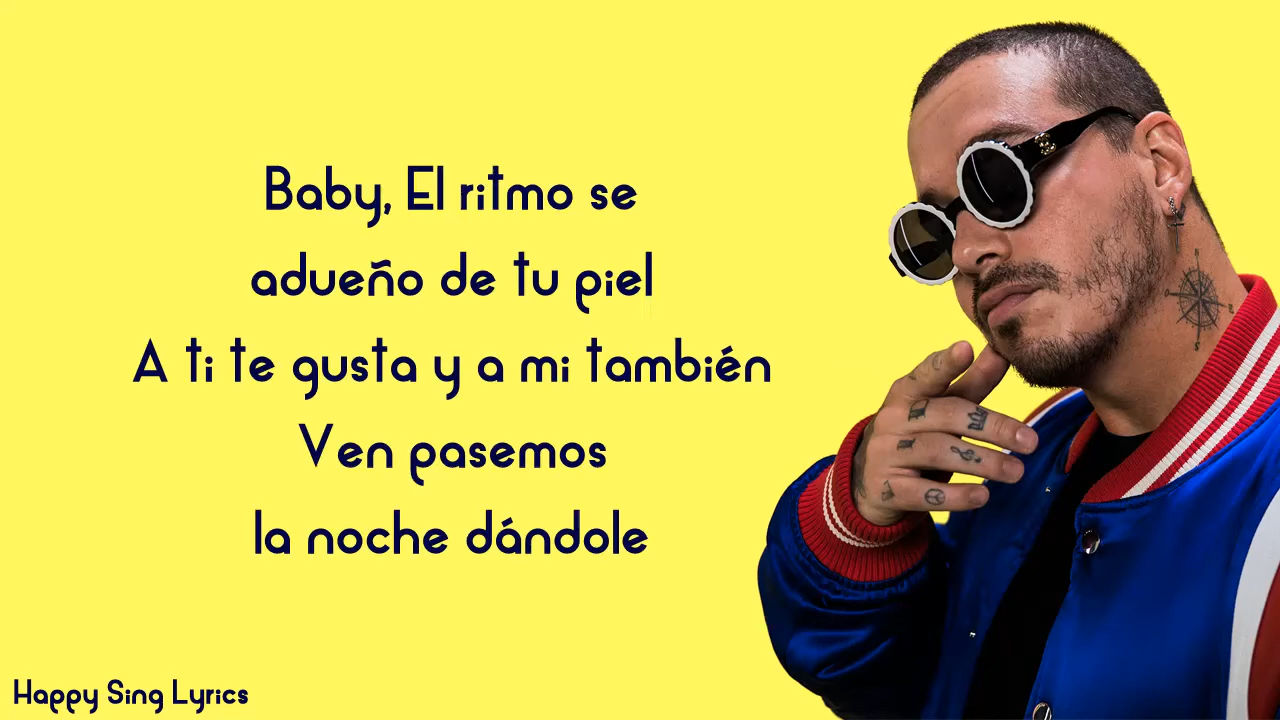 Baby, El ritmo se
adueño de tu piel
A ti te gusta y a mi también
Ven pasemos
la noche dándole
Happy Sing Lyrics